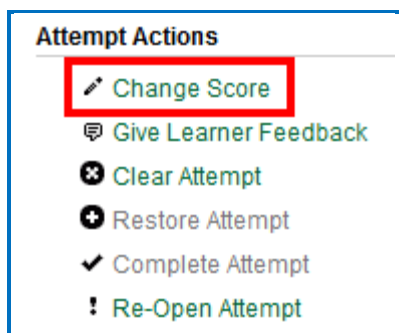 Attempt Actions
Change Score
Give Learner Feedback
Clear Attempt
Restore Attempt
Complete Attempt
Re-Open Attempt